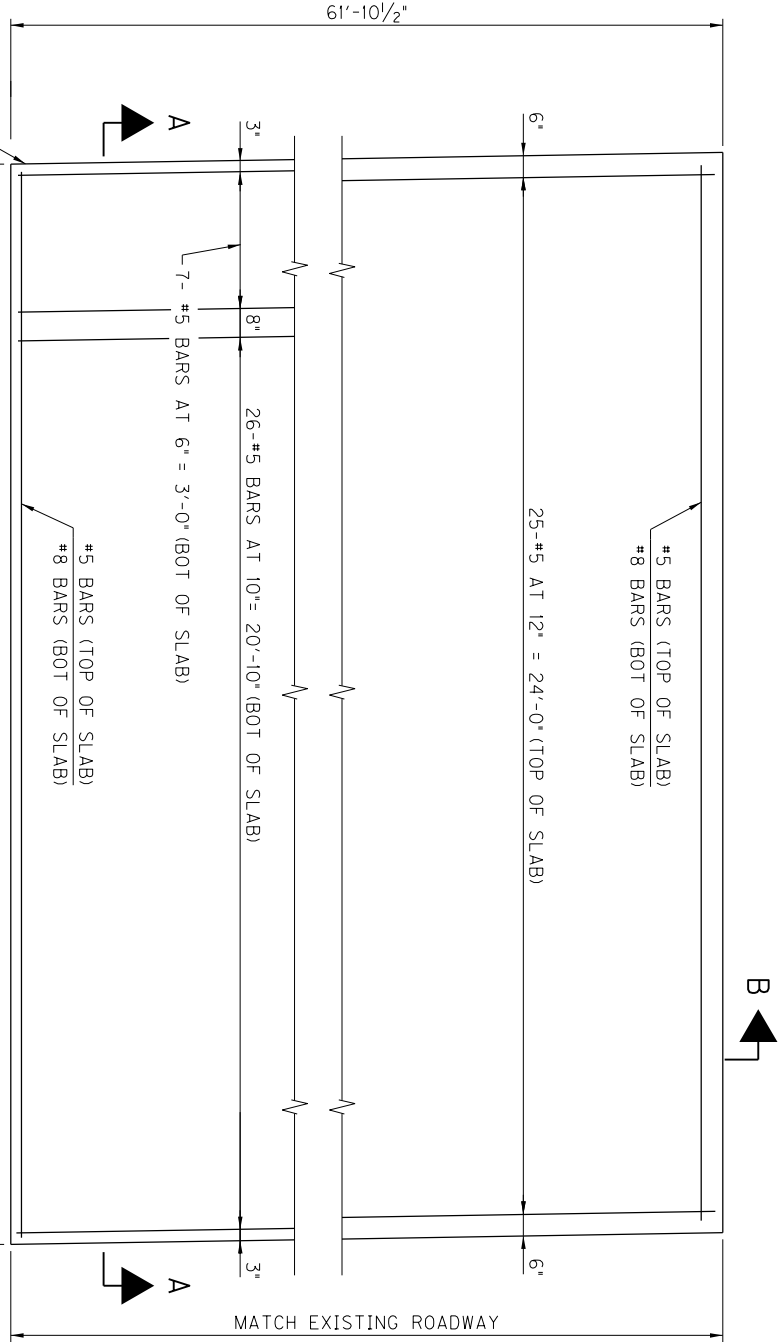 61'-10 1/2"
6"
3"
A
7- #5 BARS AT 6" = 3'-0" (BOT OF SLAB)
8"
26-#5 BARS AT 10"= 20'-10" (BOT OF SLAB)
25-#5 AT 12" = 24'-0" (TOP OF SLAB)
#5 BARS (TOP OF SLAB)
#8 BARS (BOT OF SLAB)
#5 BARS (TOP OF SLAB)
#8 BARS (BOT OF SLAB)
B
3"
6"
A
MATCH EXISTING ROADWAY